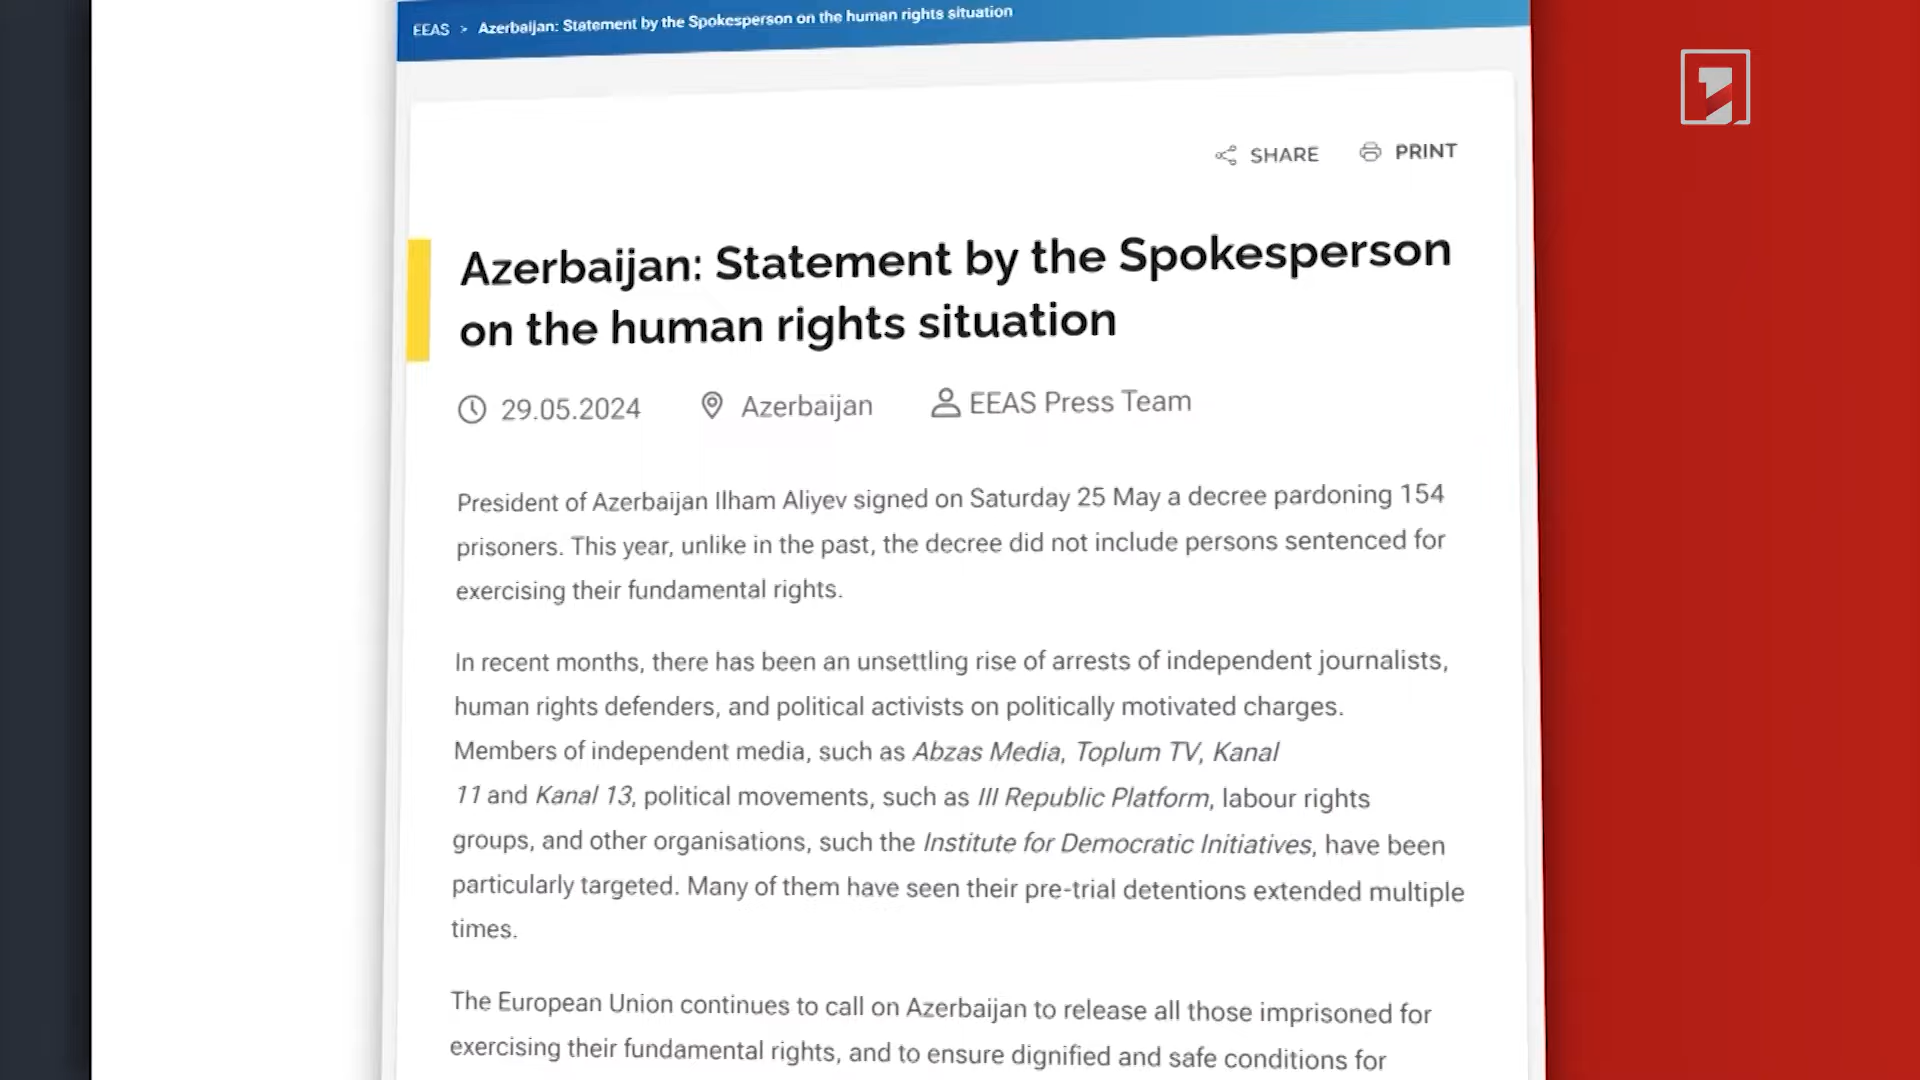 EEAS > Azerbaijan: Statement by the Spokesperson on the human rights situation
SHARE PRINT
Azerbaijan: Statement by the Spokesperson
on the human rights situation
29.05.2024 Azerbaijan EEAS Press Team
President of Azerbaijan Ilham Aliyev signed on Saturday 25 May a decree pardoning 154
prisoners. This year, unlike in the past, the decree did not include persons sentenced for
exercising their fundamental rights.
In recent months, there has been an unsettling rise of arrests of independent journalists,
human rights defenders, and political activists on politically motivated charges.
Members of independent media, such as Abzas Media, Toplum TV, Kanal
11 and Kanal 13, political movements, such as III Republic Platform, labour rights
groups, and other organisations, such the Institute for Democratic Initiatives, have been
particularly targeted. Many of them have seen their pre-trial detentions extended multiple
times.
The European Union continues to call on Azerbaijan to release all those imprisoned for
exercising their fundamental rights, and to ensure dignified and safe conditions for